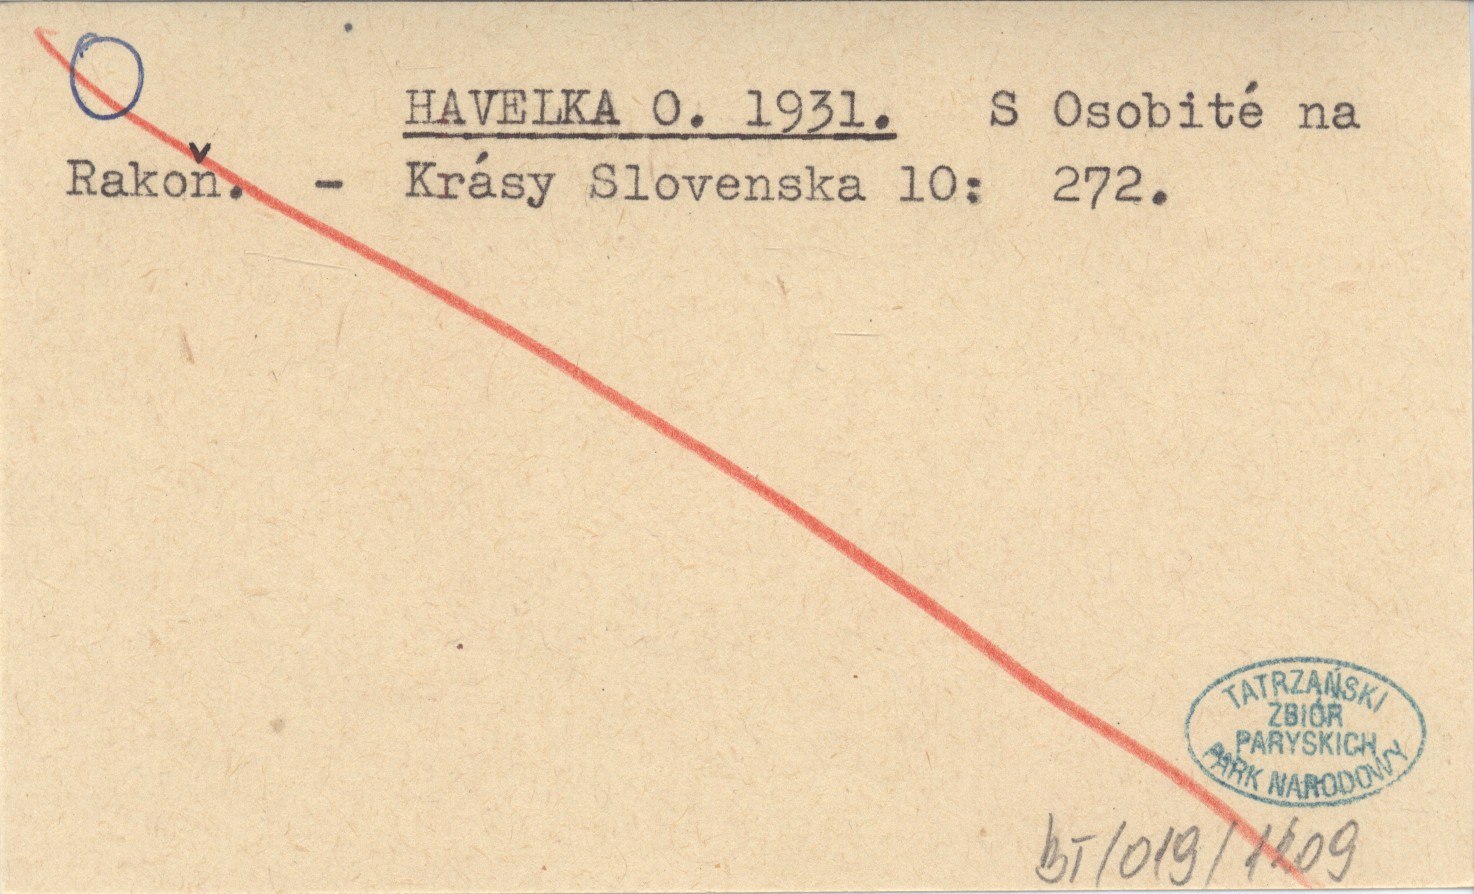 HAVELKA O. 1931. S Osobité na
Rakoň. - Krásy Slovenska 10: 272.
TATRZAŃSKI
ZBIÓR
PARYSKICH
PARK NARODOWY
BT/019/1109